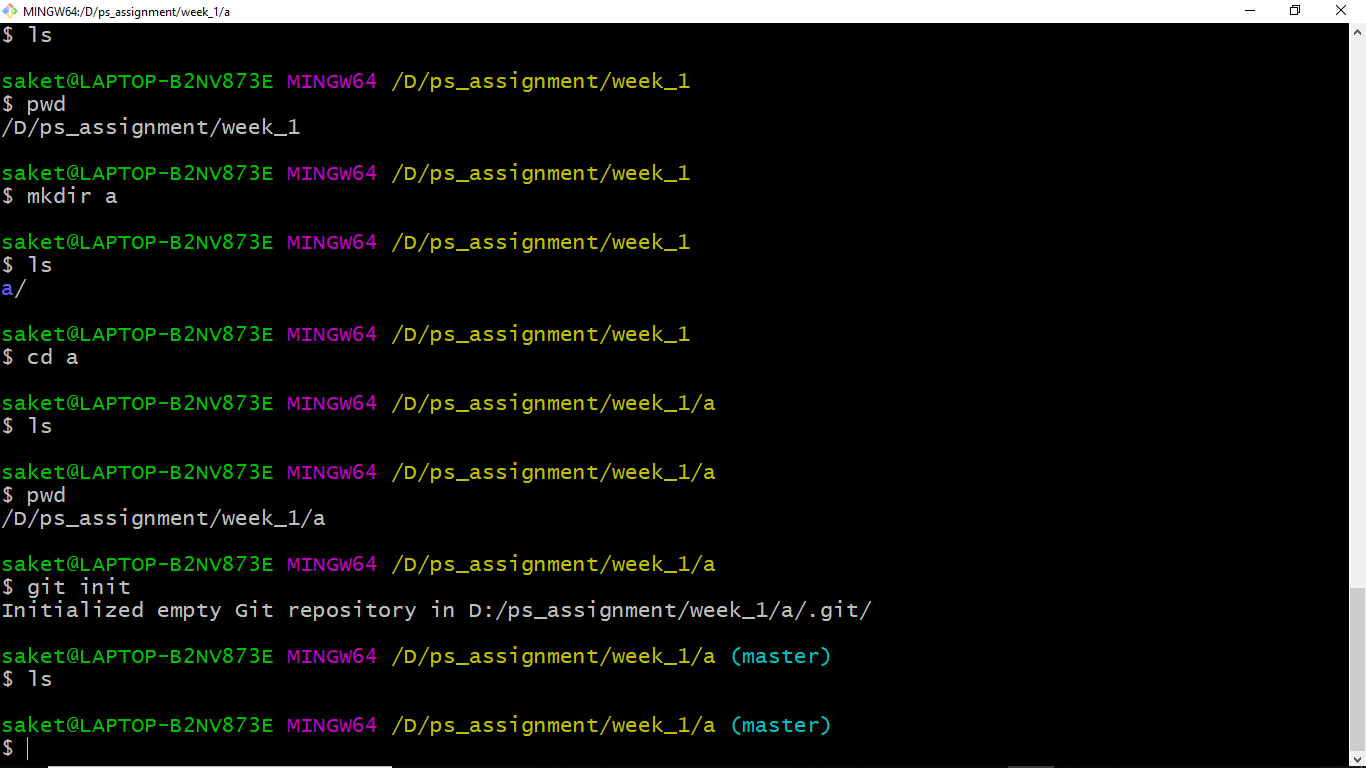 MINGW64:/D/ps_assignment/week_1/a
$ ls
saket@LAPTOP-B2NV873E MINGW64 /D/ps_assignment/week_1
$ pwd
/D/ps_assignment/week_1
saket@LAPTOP-B2NV873E MINGW64 /D/ps_assignment/week_1
$ mkdir a
saket@LAPTOP-B2NV873E MINGW64 /D/ps_assignment/week_1
$ ls
a/
saket@LAPTOP-B2NV873E MINGW64 /D/ps_assignment/week_1
$ cd a
saket@LAPTOP-B2NV873E MINGW64 /D/ps_assignment/week_1/a
$ ls
saket@LAPTOP-B2NV873E MINGW64 /D/ps_assignment/week_1/a
$ pwd
/D/ps_assignment/week_1/a
saket@LAPTOP-B2NV873E MINGW64 /D/ps_assignment/week_1/a
$ git init
Initialized empty Git repository in D:/ps_assignment/week_1/a/.git/
saket@LAPTOP-B2NV873E MINGW64 /D/ps_assignment/week_1/a (master)
$ ls
saket@LAPTOP-B2NV873E MINGW64 /D/ps_assignment/week_1/a (master)
$